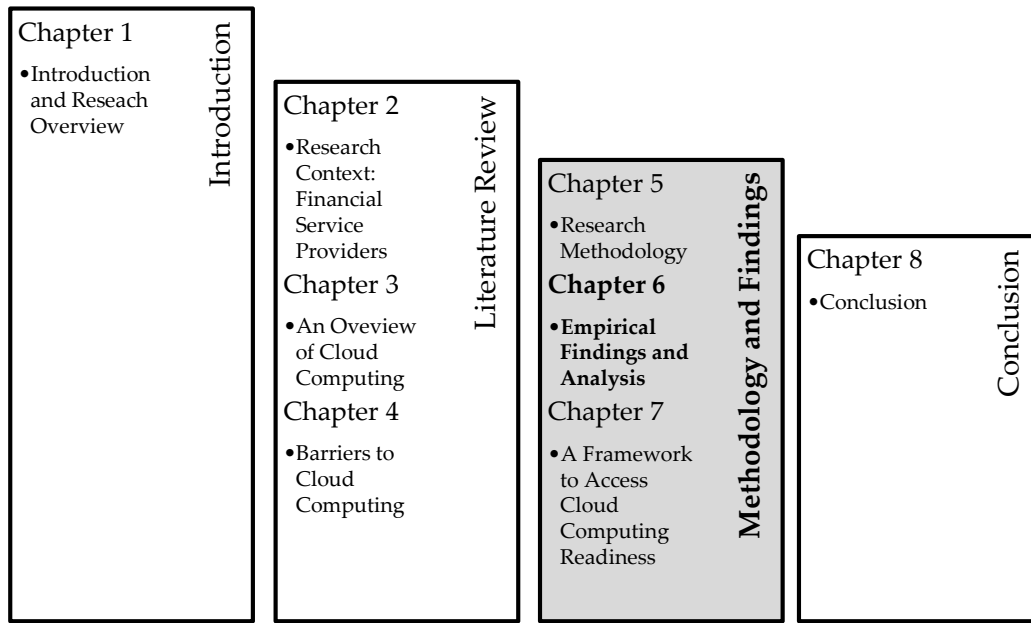 Chapter 1
•Introduction
and Reseach
Overview
Introduction
Chapter 2
•Research
Context:
Financial
Service
Providers
Chapter 3
•An Oveview
of Cloud
Computing
Chapter 4
•Barriers to
Cloud
Computing
Literature Review
Chapter 5
•Research
Methodology
Chapter 6
•Empirical
Findings and
Analysis
Chapter 7
•A Framework
to Access
Cloud
Computing
Readiness
Methodology and Findings
Chapter 8
•Conclusion
Conclusion